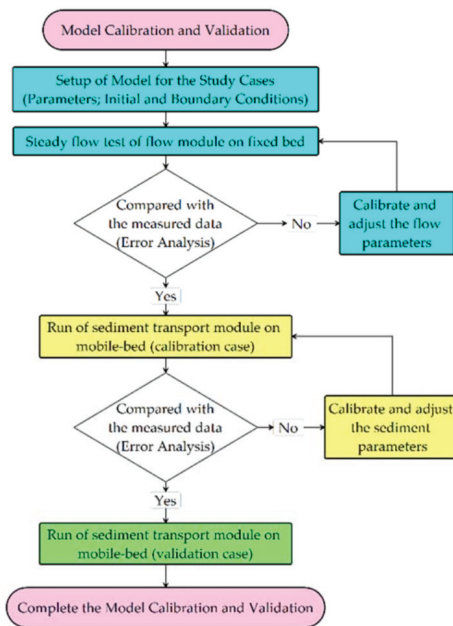 Model Calibration and Validation
Setup of Model for the Study Cases
(Parameters; Initial and Boundary Conditions)
Steady flow test of flow module on fixed bed
Compared with
the measured data
(Error Analysis)
No
Calibrate and
adjust the flow
parameters
Yes
Run of sediment transport module on
mobile-bed (calibration case)
Compared with
the measured data
(Error Analysis)
No
Calibrate and adjust
the sediment
parameters
Yes
Run of sediment transport module on
mobile-bed (validation case)
Complete the Model Calibration and Validation